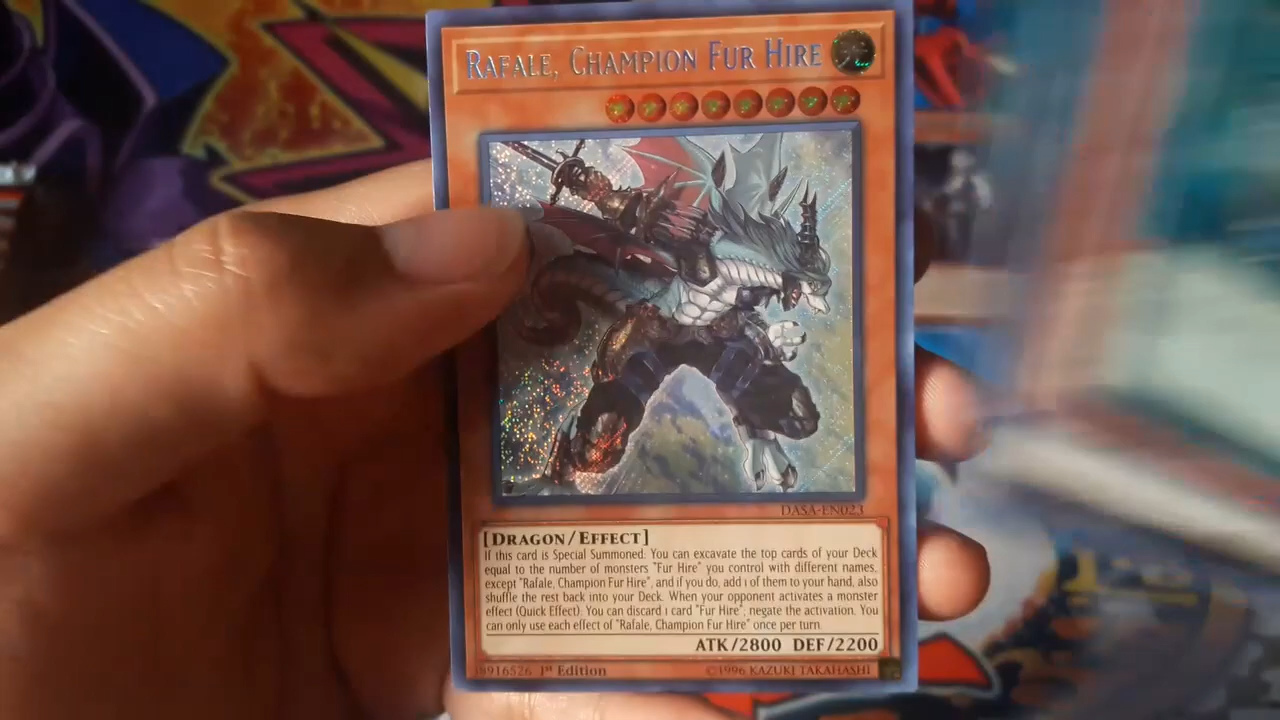 RAFALE, CHAMPION FUR HIRE
DASA-EN023
[DRAGON/EFFECT]
If this card is Special Summoned: You can excavate the top cards of your Deck
equal to the number of monsters "Fur Hire" you control with different names,
except "Rafale, Champion Fur Hire", and if you do, add 1 of them to your hand, also
shuffle the rest back into your Deck. When your opponent activates a monster
effect (Quick Effect): You can discard 1 card "Fur Hire"; negate the activation. You
can only use each effect of "Rafale, Champion Fur Hire" once per turn.
ATK/2800 DEF/2200
8916526 1st Edition ©1996 KAZUKI TAKAHASHI